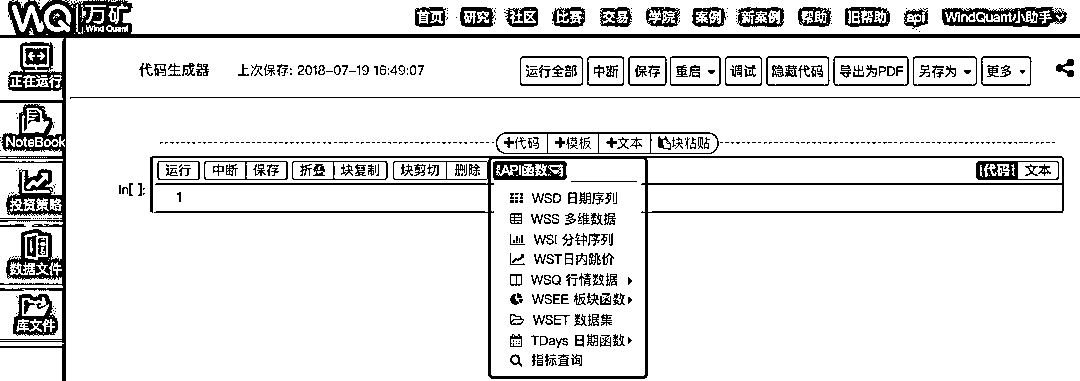 WQ 万矿 Wind Quant 首页 研究 社区 比赛 交易 学院 案例 新案例 帮助 旧帮助 api WindQuant小助手
正在运行
代码生成器 上次保存: 2018-07-19 16:49:07 运行全部 中断 保存 重启 调试 隐藏代码 导出为PDF 另存为 更多
NoteBook
+代码 +模板 +文本 块粘贴
运行 中断 保存 折叠 块复制 块剪切 删除 API函数 代码 文本
In[ ]: 1
投资策略
数据文件
库文件
WSD 日期序列
WSS 多维数据
WSI 分钟序列
WST日内跳价
WSQ 行情数据
WSEE 板块函数
WSET 数据集
TDays 日期函数
指标查询